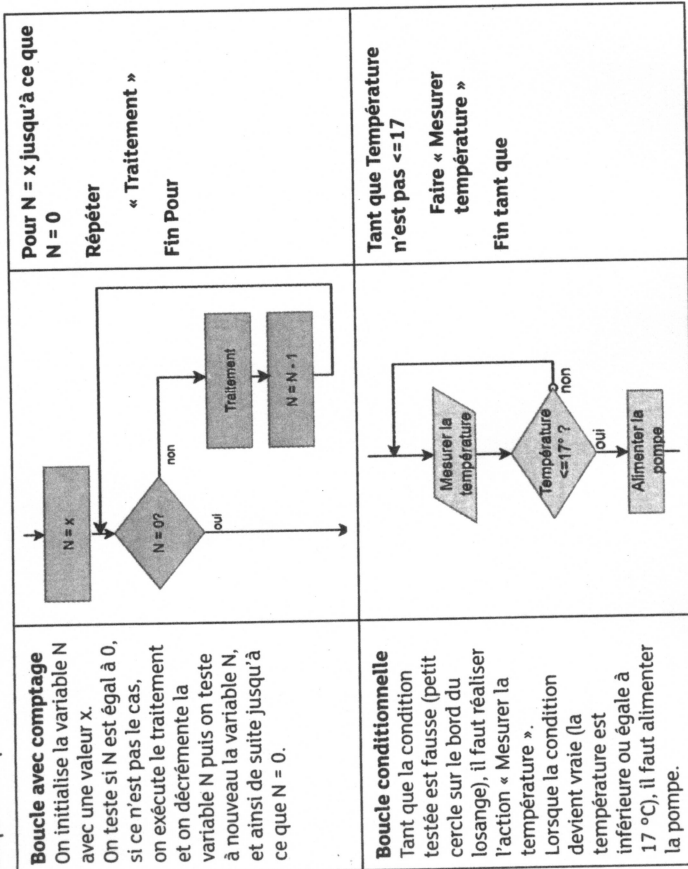 Boucle avec comptage
On initialise la variable N
avec une valeur x.
On teste si N est égal à 0,
si ce n'est pas le cas,
on exécute le traitement
et on décrémente la
variable N puis on teste
à nouveau la variable N,
et ainsi de suite jusqu'à
ce que N = 0.
N = x
N = 0?
non
oui
Traitement
N = N - 1
Pour N = x jusqu'à ce que
N = 0
Répéter
« Traitement »
Fin Pour
Boucle conditionnelle
Tant que la condition
testée est fausse (petit
cercle sur le bord du
losange), il faut réaliser
l'action « Mesurer la
température ».
Lorsque la condition
devient vraie (la
température est
inférieure ou égale à
17 °C), il faut alimenter
la pompe.
Mesurer la
température
Température
<=17° ?
non
oui
Alimenter la
pompe
Tant que Température
n'est pas <=17
Faire « Mesurer
température »
Fin tant que